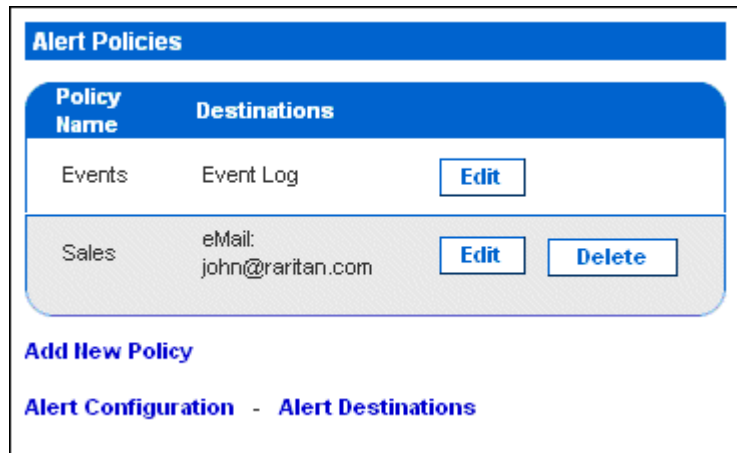 Alert Policies
Policy Name Destinations
Events Event Log Edit
Sales eMail: john@raritan.com Edit Delete
Add New Policy
Alert Configuration - Alert Destinations